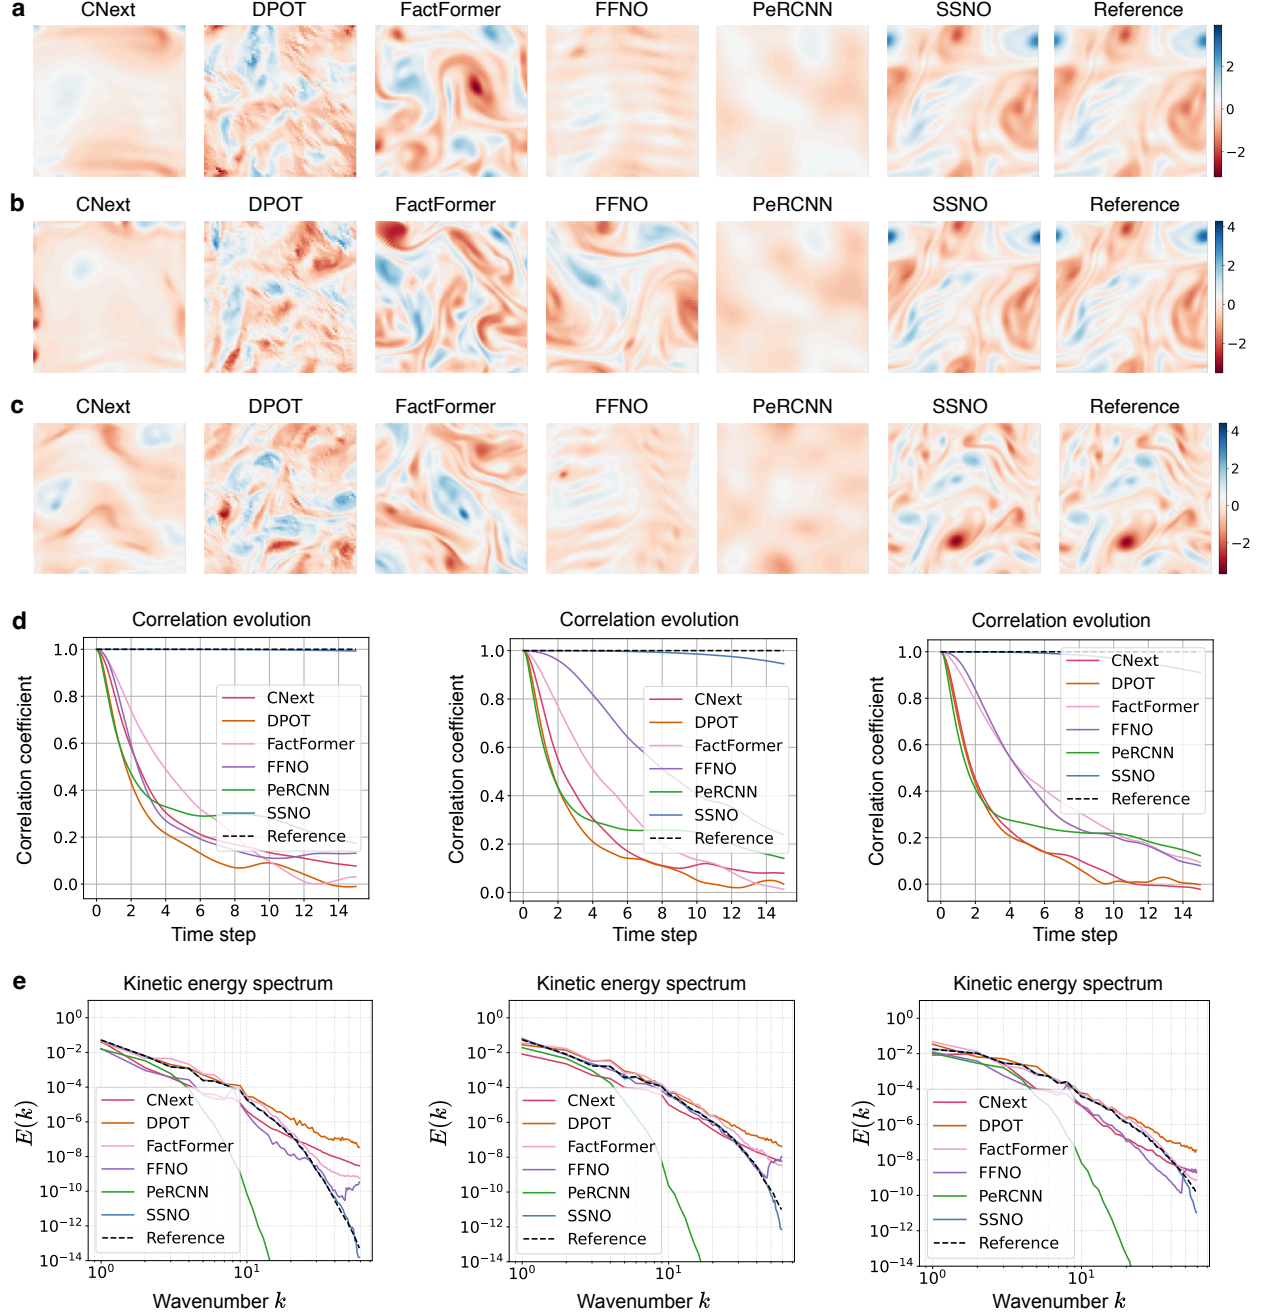 a
CNext DPOT FactFormer FFNO PeRCNN SSNO Reference
2
0
−2
b
CNext DPOT FactFormer FFNO PeRCNN SSNO Reference
4
2
0
−2
c
CNext DPOT FactFormer FFNO PeRCNN SSNO Reference
4
2
0
−2
d
Correlation evolution
Correlation coefficient
1.0
0.8
0.6
0.4
0.2
0.0
CNext
DPOT
FactFormer
FFNO
PeRCNN
SSNO
Reference
0 2 4 6 8 10 12 14
Time step
Correlation evolution
Correlation coefficient
1.0
0.8
0.6
0.4
0.2
0.0
CNext
DPOT
FactFormer
FFNO
PeRCNN
SSNO
Reference
0 2 4 6 8 10 12 14
Time step
Correlation evolution
Correlation coefficient
1.0
0.8
0.6
0.4
0.2
0.0
CNext
DPOT
FactFormer
FFNO
PeRCNN
SSNO
Reference
0 2 4 6 8 10 12 14
Time step
e
Kinetic energy spectrum
E(k)
10⁰
10⁻²
10⁻⁴
10⁻⁶
10⁻⁸
10⁻¹⁰
10⁻¹²
10⁻¹⁴
CNext
DPOT
FactFormer
FFNO
PeRCNN
SSNO
Reference
10⁰ 10¹
Wavenumber k
Kinetic energy spectrum
E(k)
10⁰
10⁻²
10⁻⁴
10⁻⁶
10⁻⁸
10⁻¹⁰
10⁻¹²
10⁻¹⁴
CNext
DPOT
FactFormer
FFNO
PeRCNN
SSNO
Reference
10⁰ 10¹
Wavenumber k
Kinetic energy spectrum
E(k)
10⁰
10⁻²
10⁻⁴
10⁻⁶
10⁻⁸
10⁻¹⁰
10⁻¹²
10⁻¹⁴
CNext
DPOT
FactFormer
FFNO
PeRCNN
SSNO
Reference
10⁰ 10¹
Wavenumber k